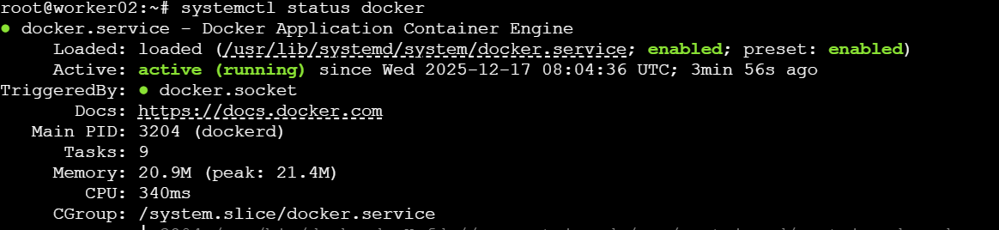 root@worker02:~# systemctl status docker
● docker.service - Docker Application Container Engine
Loaded: loaded (/usr/lib/systemd/system/docker.service; enabled; preset: enabled)
Active: active (running) since Wed 2025-12-17 08:04:36 UTC; 3min 56s ago
TriggeredBy: ● docker.socket
Docs: https://docs.docker.com
Main PID: 3204 (dockerd)
Tasks: 9
Memory: 20.9M (peak: 21.4M)
CPU: 340ms
CGroup: /system.slice/docker.service